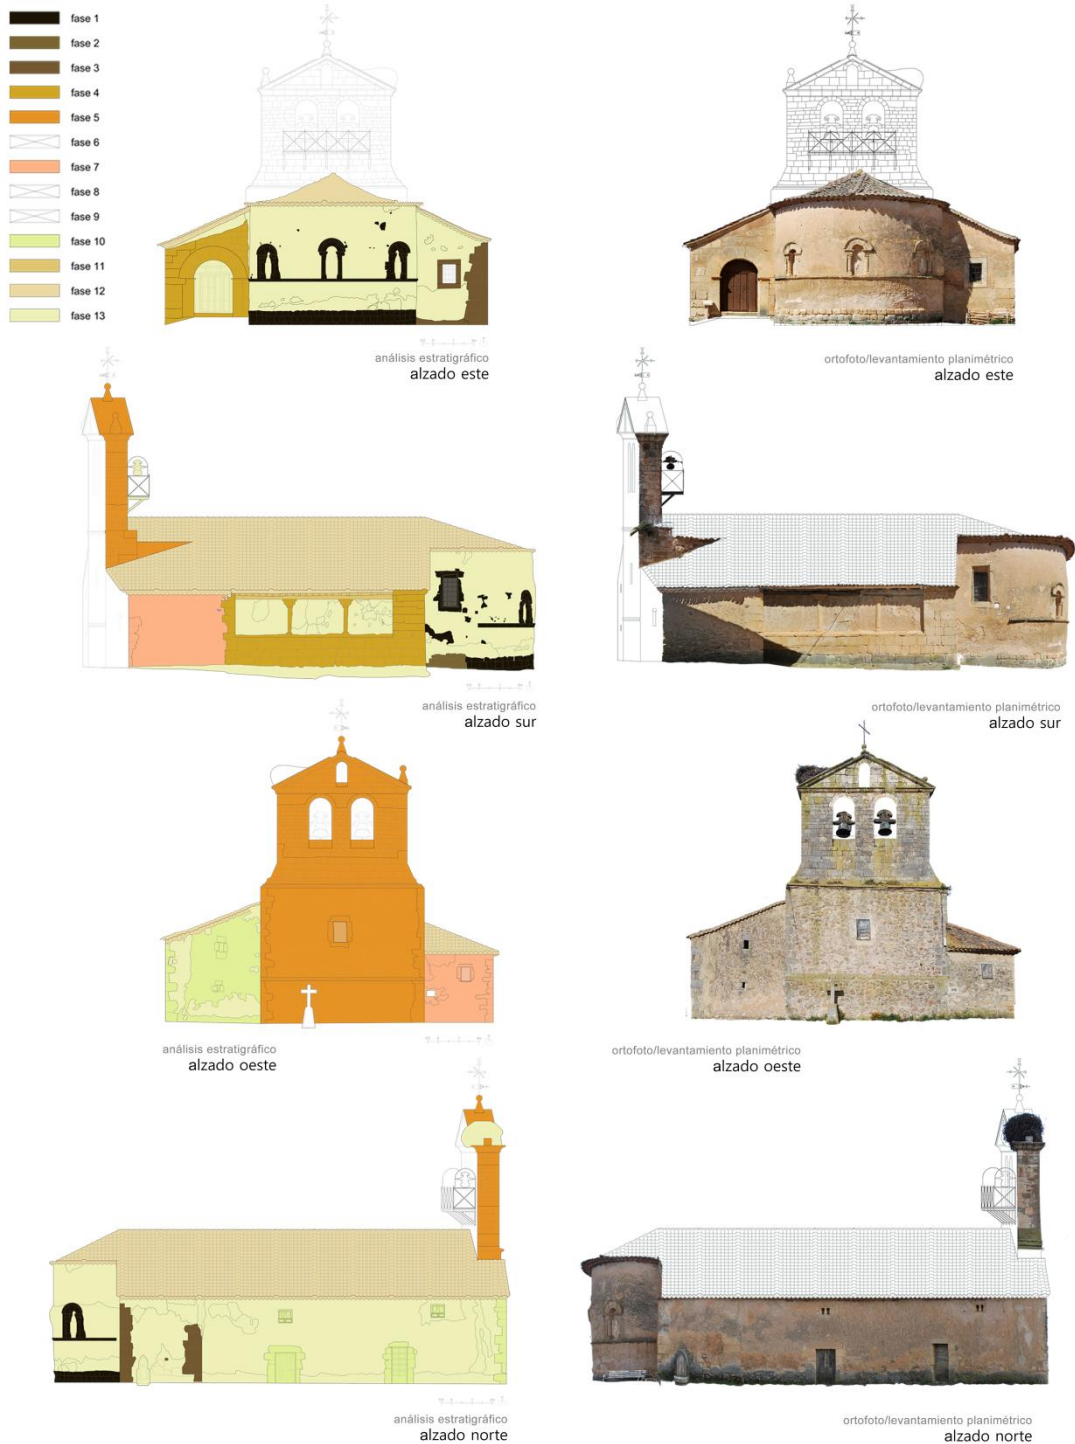 fase 1
fase 2
fase 3
fase 4
fase 5
fase 6
fase 7
fase 8
fase 9
fase 10
fase 11
fase 12
fase 13
análisis estratigráfico
alzado este
ortofoto/levantamiento planimétrico
alzado este
análisis estratigráfico
alzado sur
ortofoto/levantamiento planimétrico
alzado sur
análisis estratigráfico
alzado oeste
ortofoto/levantamiento planimétrico
alzado oeste
análisis estratigráfico
alzado norte
ortofoto/levantamiento planimétrico
alzado norte